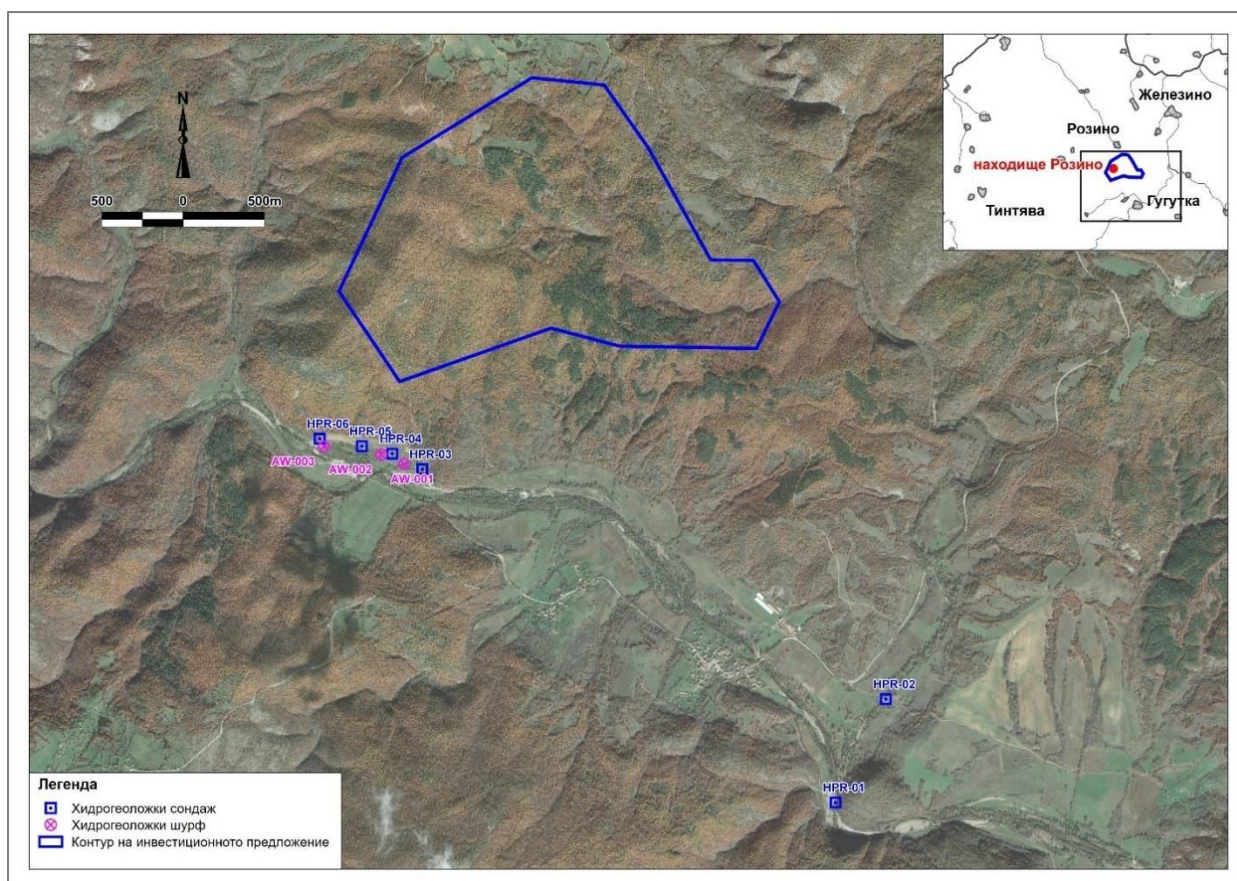 N
500
0
500m
Железино
Розино
находище Розино
Тинтява
Гугутка
HPR-06
HPR-05
HPR-04
HPR-03
AW-003
AW-002
AW-001
HPR-02
HPR-01
Легенда
Хидрогеоложки сондаж
Хидрогеоложки шурф
Контур на инвестиционното предложение